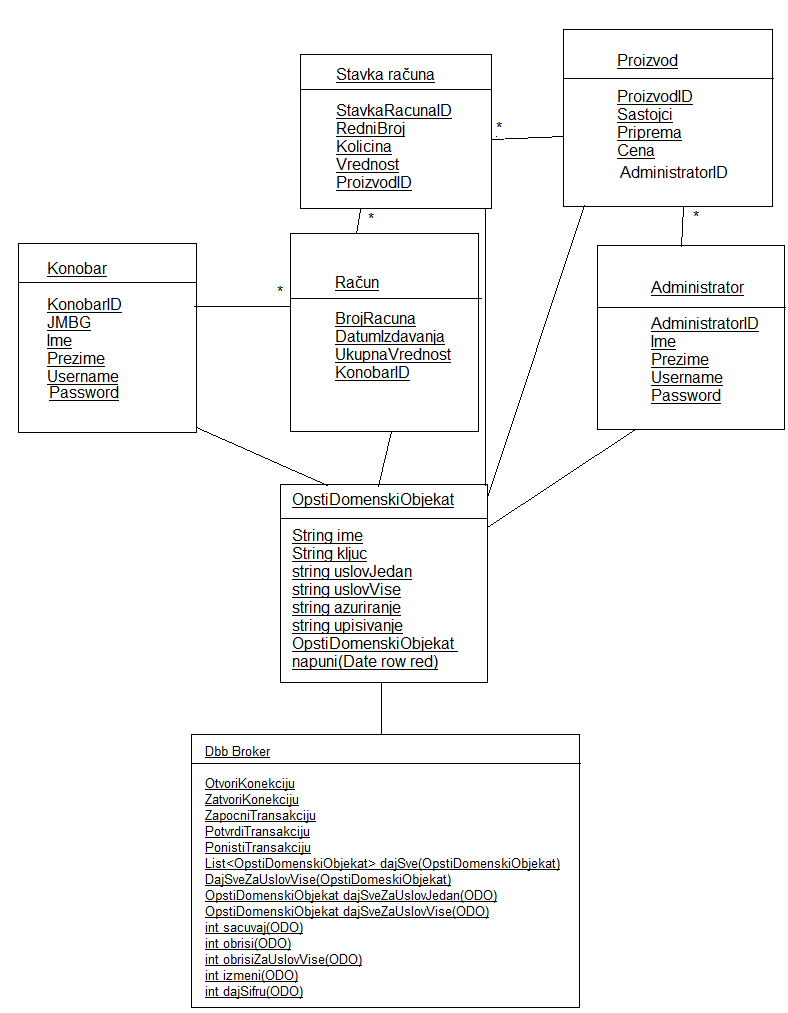 Stavka računa
StavkaRacunaID
RedniBroj
Kolicina
Vrednost
ProizvodID
*
Proizvod
ProizvodID
Sastojci
Priprema
Cena
AdministratorID
*
*
Konobar
KonobarID
JMBG
Ime
Prezime
Username
Password
*
Račun
BrojRacuna
DatumIzdavanja
UkupnaVrednost
KonobarID
Administrator
AdministratorID
Ime
Prezime
Username
Password
OpstiDomenskiObjekat
String ime
String kljuc
string uslovJedan
string uslovVise
string azuriranje
string upisivanje
OpstiDomenskiObjekat
napuni(Date row red)
Dbb Broker
OtvoriKonekciju
ZatvoriKonekciju
ZapocniTransakciju
PotvrdiTransakciju
PonistiTransakciju
List<OpstiDomenskiObjekat> dajSve(OpstiDomenskiObjekat)
DajSveZaUslovVise(OpstiDomeskiObjekat)
OpstiDomenskiObjekat dajSveZaUslovJedan(ODO)
OpstiDomenskiObjekat dajSveZaUslovVise(ODO)
int sacuvaj(ODO)
int obrisi(ODO)
int obrisiZaUslovVise(ODO)
int izmeni(ODO)
int dajSifru(ODO)